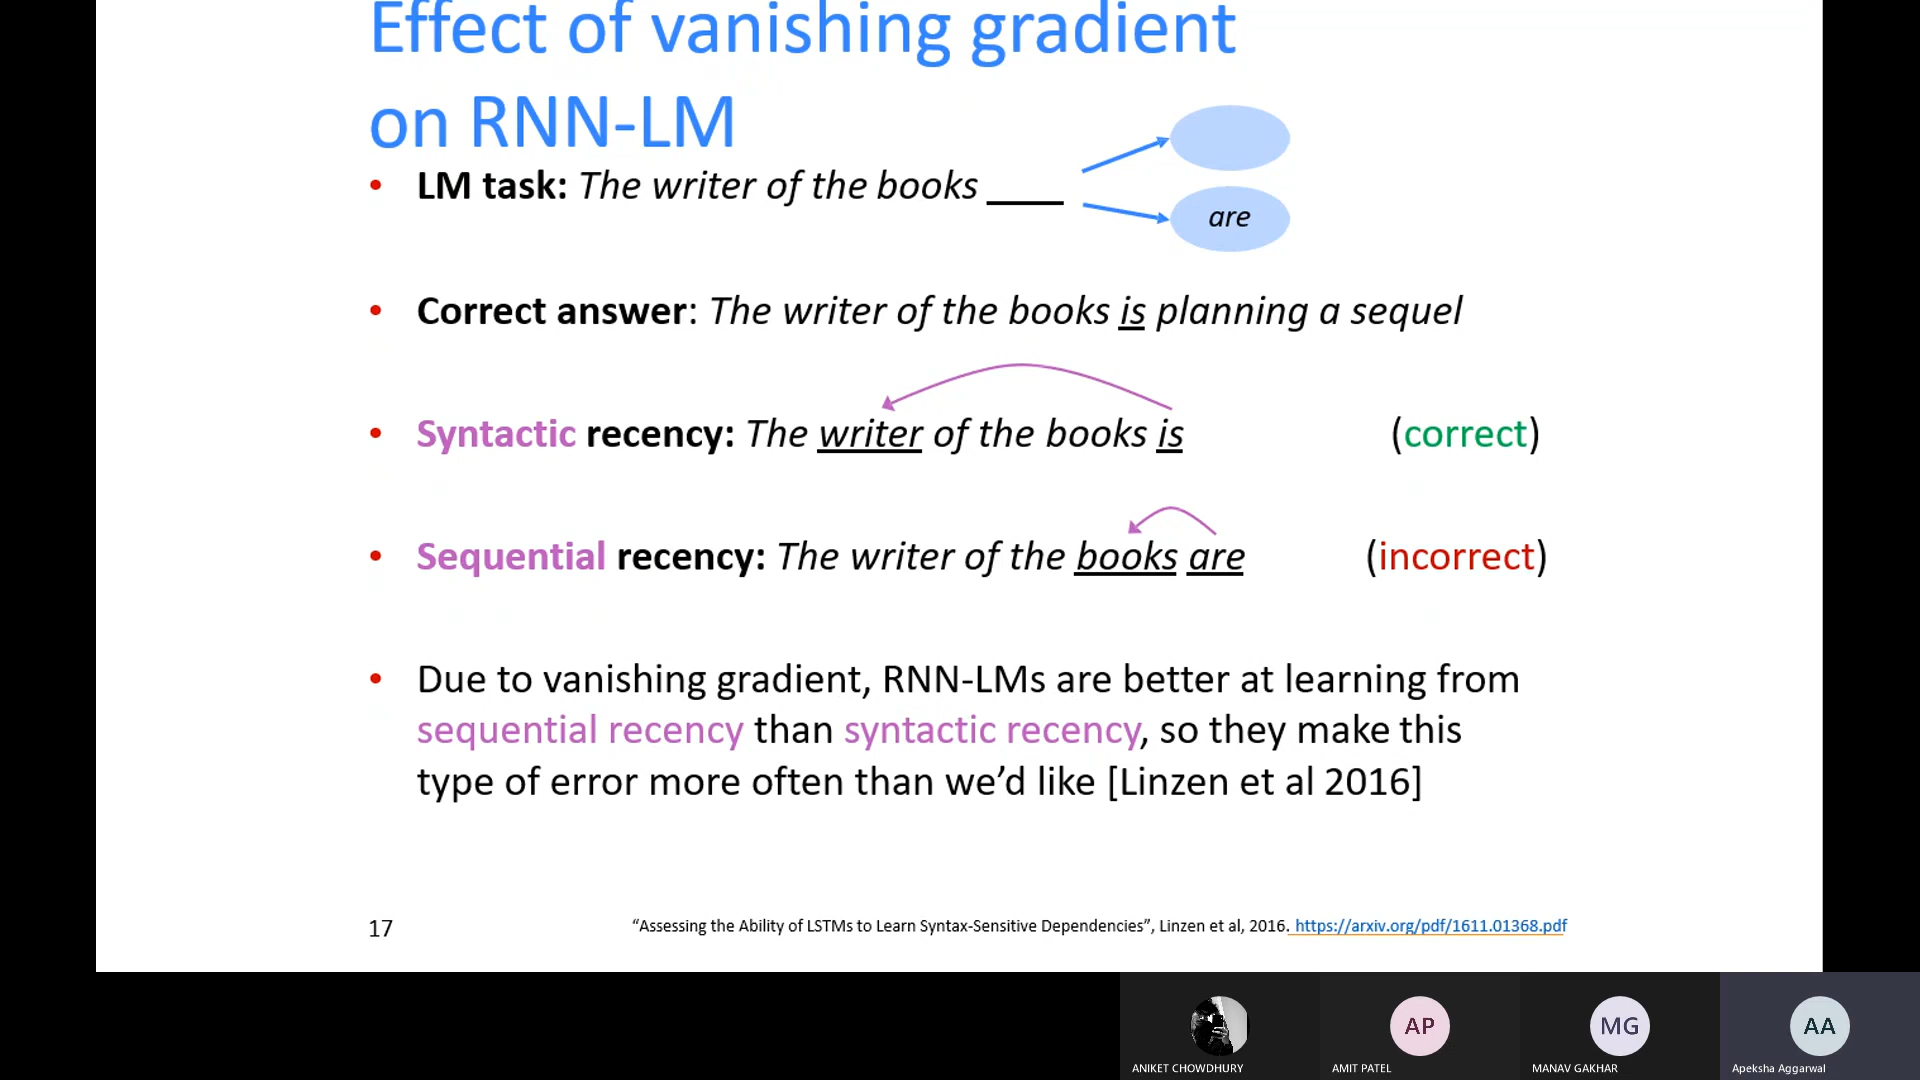 Effect of vanishing gradient
on RNN-LM
• LM task: The writer of the books ____
are
• Correct answer: The writer of the books is planning a sequel
• Syntactic recency: The writer of the books is (correct)
• Sequential recency: The writer of the books are (incorrect)
• Due to vanishing gradient, RNN-LMs are better at learning from
sequential recency than syntactic recency, so they make this
type of error more often than we’d like [Linzen et al 2016]
17
“Assessing the Ability of LSTMs to Learn Syntax-Sensitive Dependencies”, Linzen et al, 2016. https://arxiv.org/pdf/1611.01368.pdf
AP
MG
AA
ANIKET CHOWDHURY
AMIT PATEL
MANAV GAKHAR
Apeksha Aggarwal